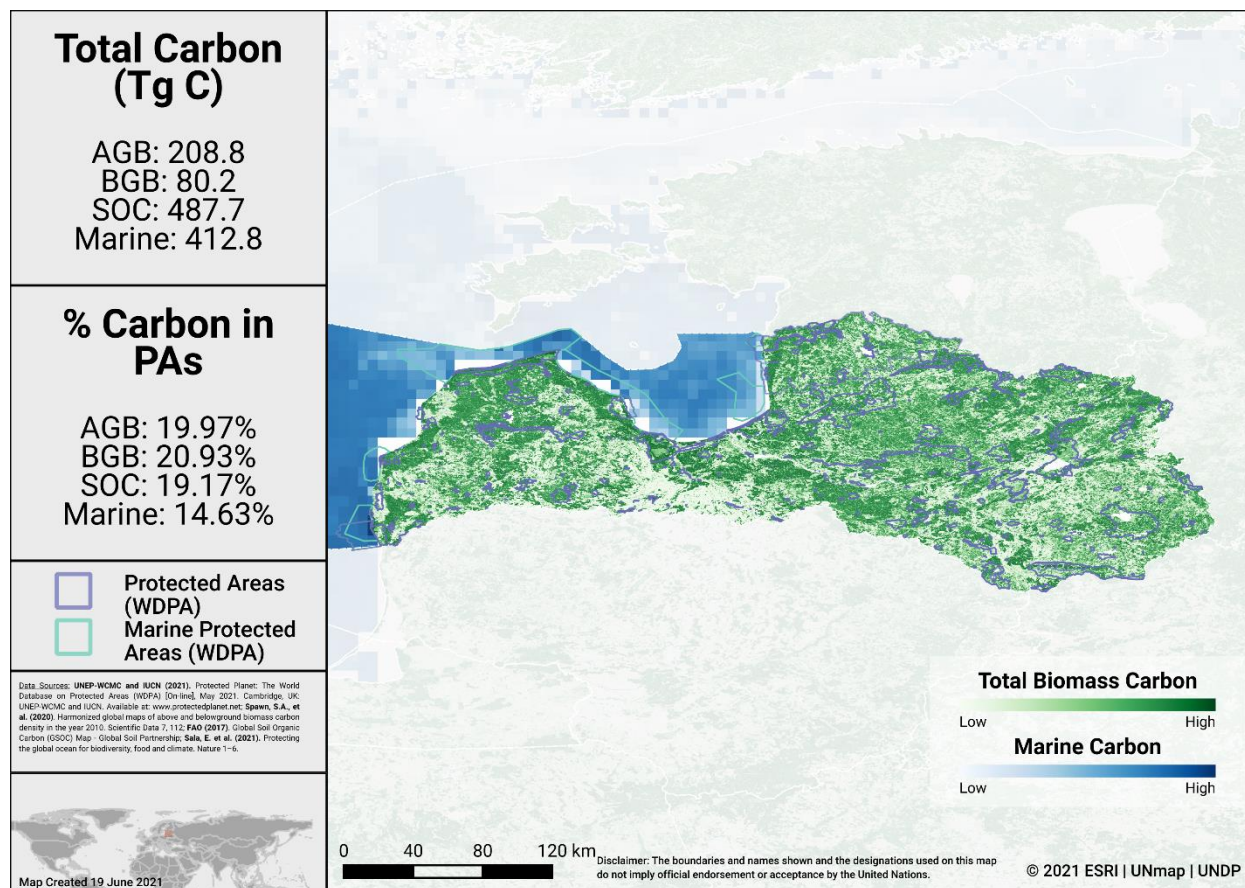 Total Carbon
(Tg C)
AGB: 208.8
BGB: 80.2
SOC: 487.7
Marine: 412.8
% Carbon in
PAs
AGB: 19.97%
BGB: 20.93%
SOC: 19.17%
Marine: 14.63%
Protected Areas
(WDPA)
Marine Protected
Areas (WDPA)
Data Sources: UNEP-WCMC and IUCN (2021). Protected Planet: The World
Database on Protected Areas (WDPA) [On-line], May 2021. Cambridge, UK:
UNEP-WCMC and IUCN. Available at: www.protectedplanet.net; Spawn, S.A., et
al. (2020). Harmonized global maps of above and belowground biomass carbon
density in the year 2010. Scientific Data 7, 112; FAO (2017). Global Soil Organic
Carbon (GSOC) Map - Global Soil Partnership; Sala, E. et al. (2021). Protecting
the global ocean for biodiversity, food and climate. Nature 1–6.
Map Created 19 June 2021
Total Biomass Carbon
Low High
Marine Carbon
Low High
0 40 80 120 km
Disclaimer: The boundaries and names shown and the designations used on this map
do not imply official endorsement or acceptance by the United Nations.
© 2021 ESRI | UNmap | UNDP